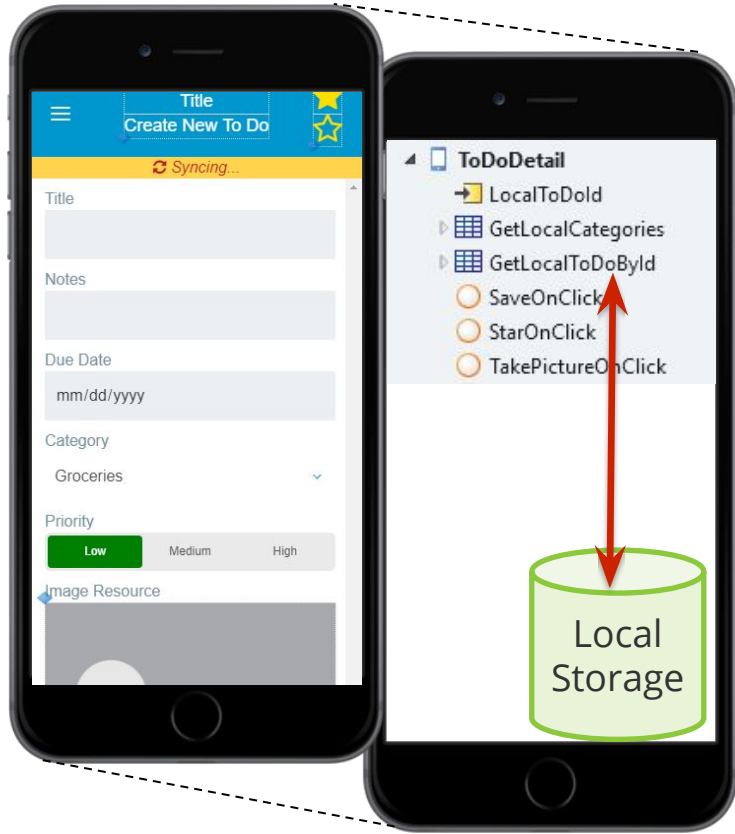 Title
Create New To Do
Syncing...
Title
Notes
Due Date
mm/dd/yyyy
Category
Groceries
Priority
Low Medium High
Image Resource
ToDoDetail
LocalToDoId
GetLocalCategories
GetLocalToDoById
SaveOnClick
StarOnClick
TakePictureOnClick
Local
Storage